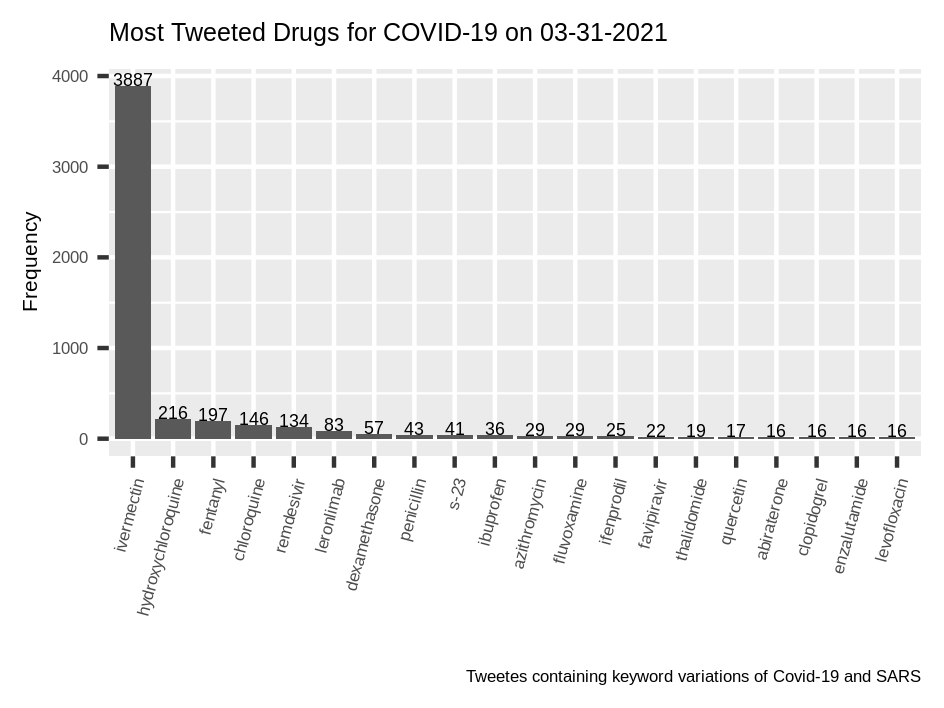 Most Tweeted Drugs for COVID-19 on 03-31-2021
Frequency
4000
3000
2000
1000
0
3887
216
197
146
134
83
57
43
41
36
29
29
25
22
19
17
16
16
16
16
ivermectin
hydroxychloroquine
fentanyl
chloroquine
remdesivir
leronlimab
dexamethasone
penicillin
s-23
ibuprofen
azithromycin
fluvoxamine
ifenprodil
favipiravir
thalidomide
quercetin
abiraterone
clopidogrel
enzalutamide
levofloxacin
Tweetes containing keyword variations of Covid-19 and SARS